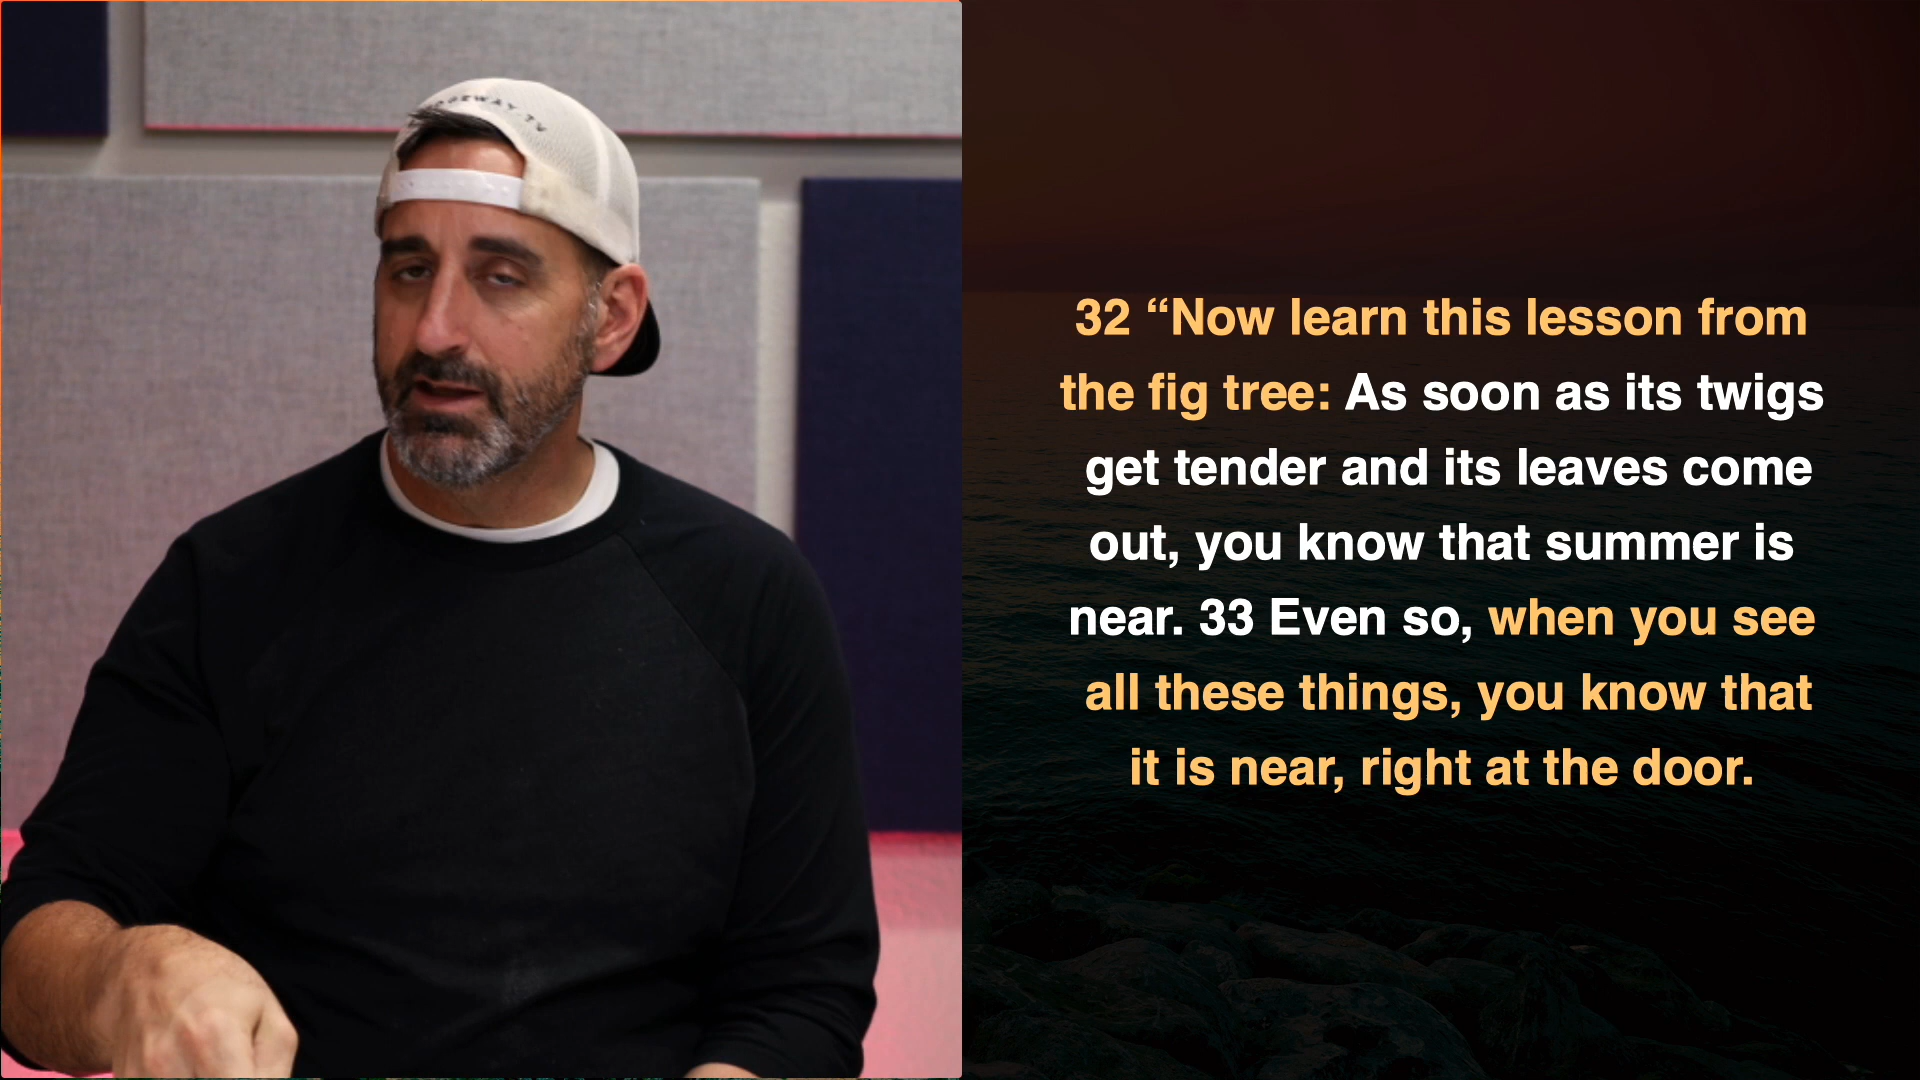 32 “Now learn this lesson from
the fig tree: As soon as its twigs
get tender and its leaves come
out, you know that summer is
near. 33 Even so, when you see
all these things, you know that
it is near, right at the door.